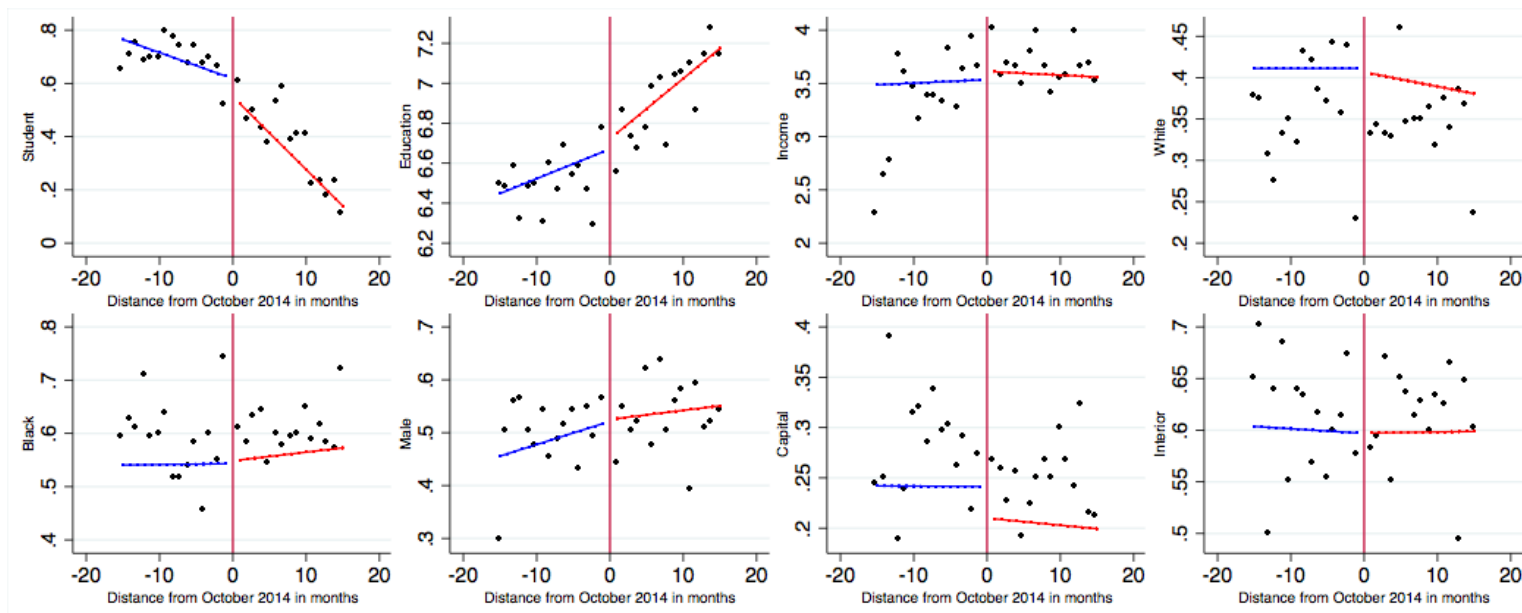 Student
.8
.6
.4
.2
0
-20 -10 0 10 20
Distance from October 2014 in months
Education
7.2
7
6.8
6.6
6.4
6.2
-20 -10 0 10 20
Distance from October 2014 in months
Income
4
3.5
3
2.5
2
-20 -10 0 10 20
Distance from October 2014 in months
White
.45
.4
.35
.3
.25
.2
-20 -10 0 10 20
Distance from October 2014 in months
Black
.8
.7
.6
.5
.4
-20 -10 0 10 20
Distance from October 2014 in months
Male
.7
.6
.5
.4
.3
-20 -10 0 10 20
Distance from October 2014 in months
Capital
.4
.35
.3
.25
.2
-20 -10 0 10 20
Distance from October 2014 in months
Interior
.7
.65
.6
.55
.5
-20 -10 0 10 20
Distance from October 2014 in months